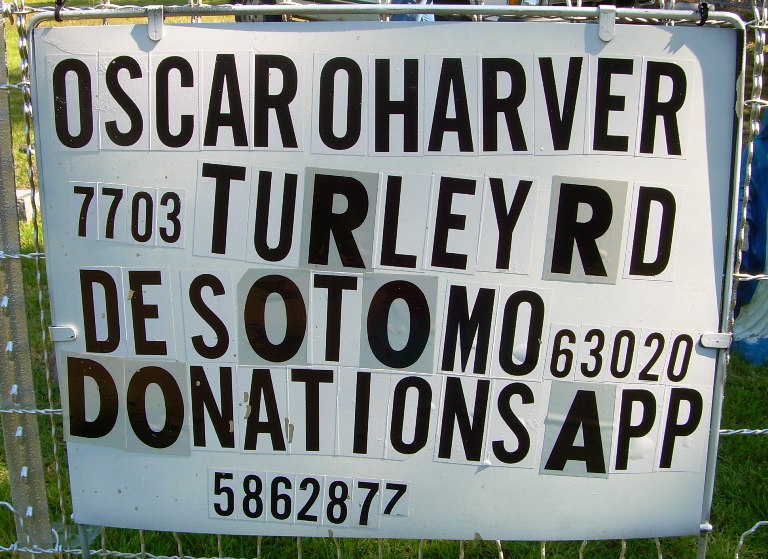 OSCAR OHARVER
7703 TURLEY RD
DE SOTO MO 63020
DONATIONS APP
5862877